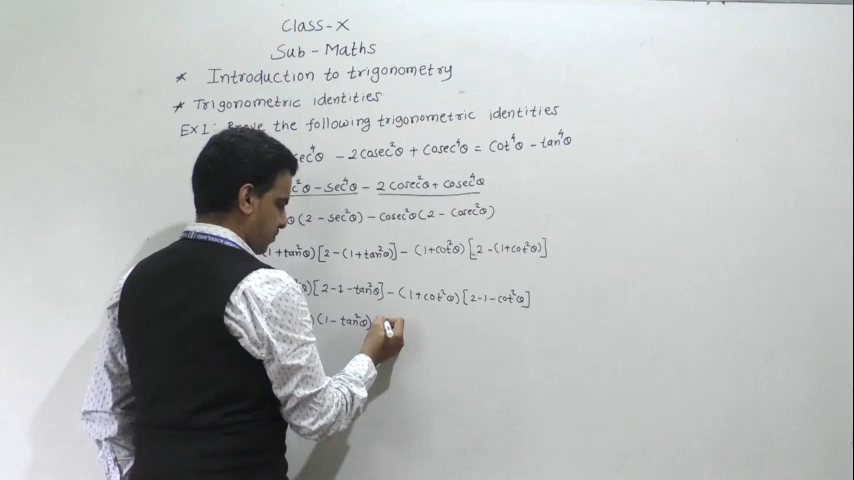 Class-X
Sub - Maths
* Introduction to trigonometry
* Trigonometric identities
Ex1: Prove the following trigonometric identities
sec⁴θ - 2cosec²θ + cosec⁴θ = cot⁴θ - tan⁴θ
c²θ - sec⁴θ - 2cosec²θ + cosec⁴θ
θ(2 - sec²θ) - cosec²θ(2 - cosec²θ)
1+tan²θ)[2-(1+tan²θ)] - (1+cot²θ)[2-(1+cot²θ)]
²θ)[2-1-tan²θ] - (1+cot²θ)[2-1-cot²θ]
)(1-tan²θ)